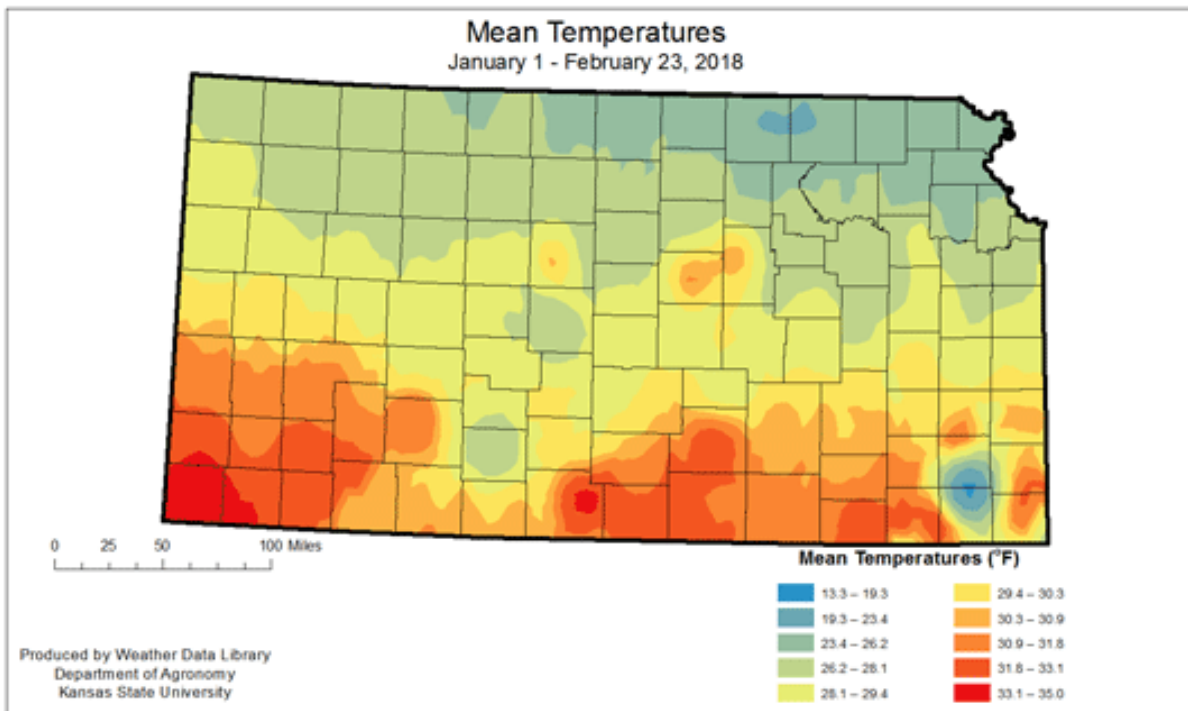 Mean Temperatures
January 1 - February 23, 2018
0 25 50 100 Miles
Produced by Weather Data Library
Department of Agronomy
Kansas State University
Mean Temperatures (°F)
13.3 – 19.3
19.3 – 23.4
23.4 – 26.2
26.2 – 28.1
28.1 – 29.4
29.4 – 30.3
30.3 – 30.9
30.9 – 31.8
31.8 – 33.1
33.1 – 35.0